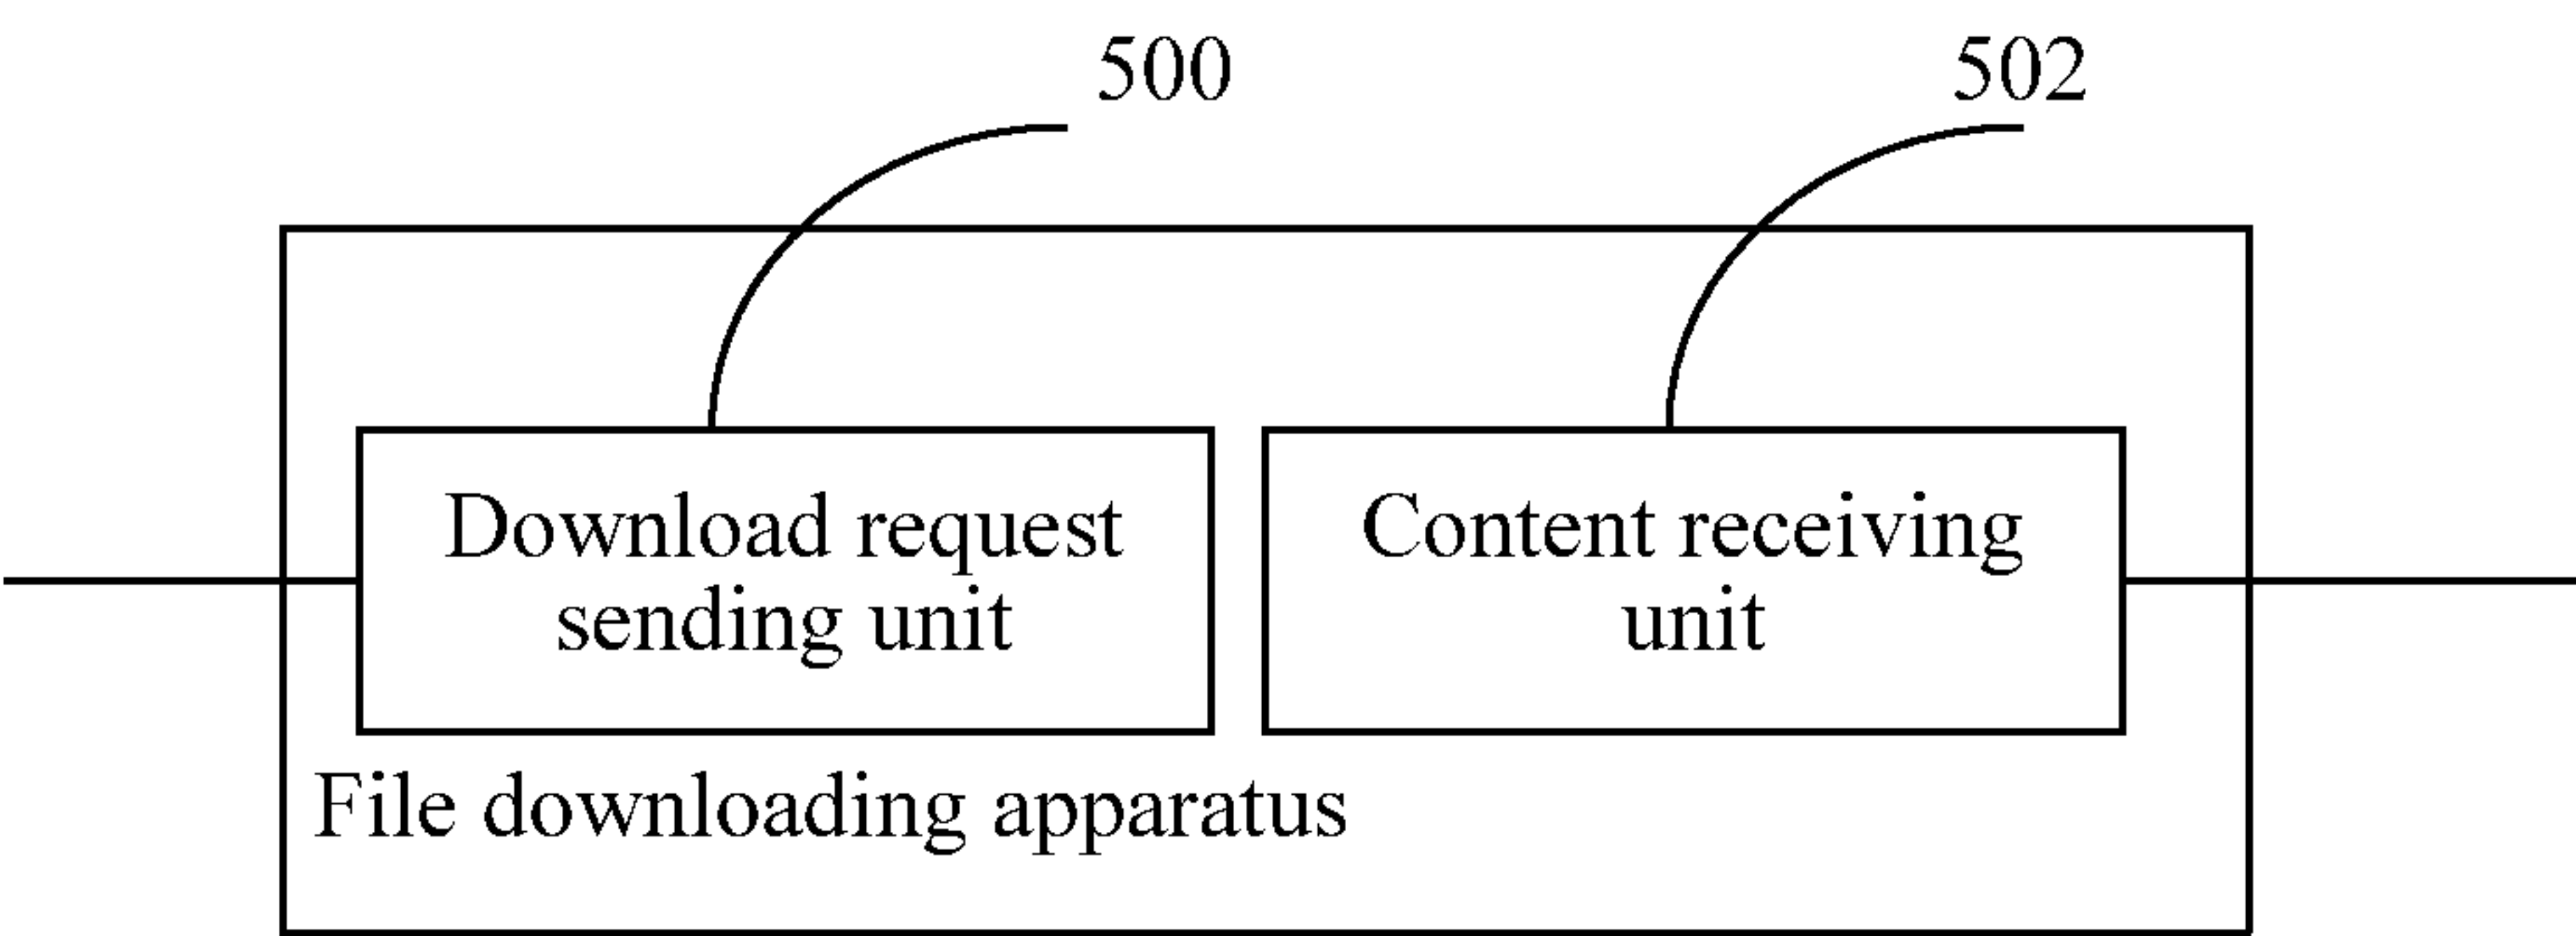 500
502
Download request
sending unit
Content receiving
unit
File downloading apparatus